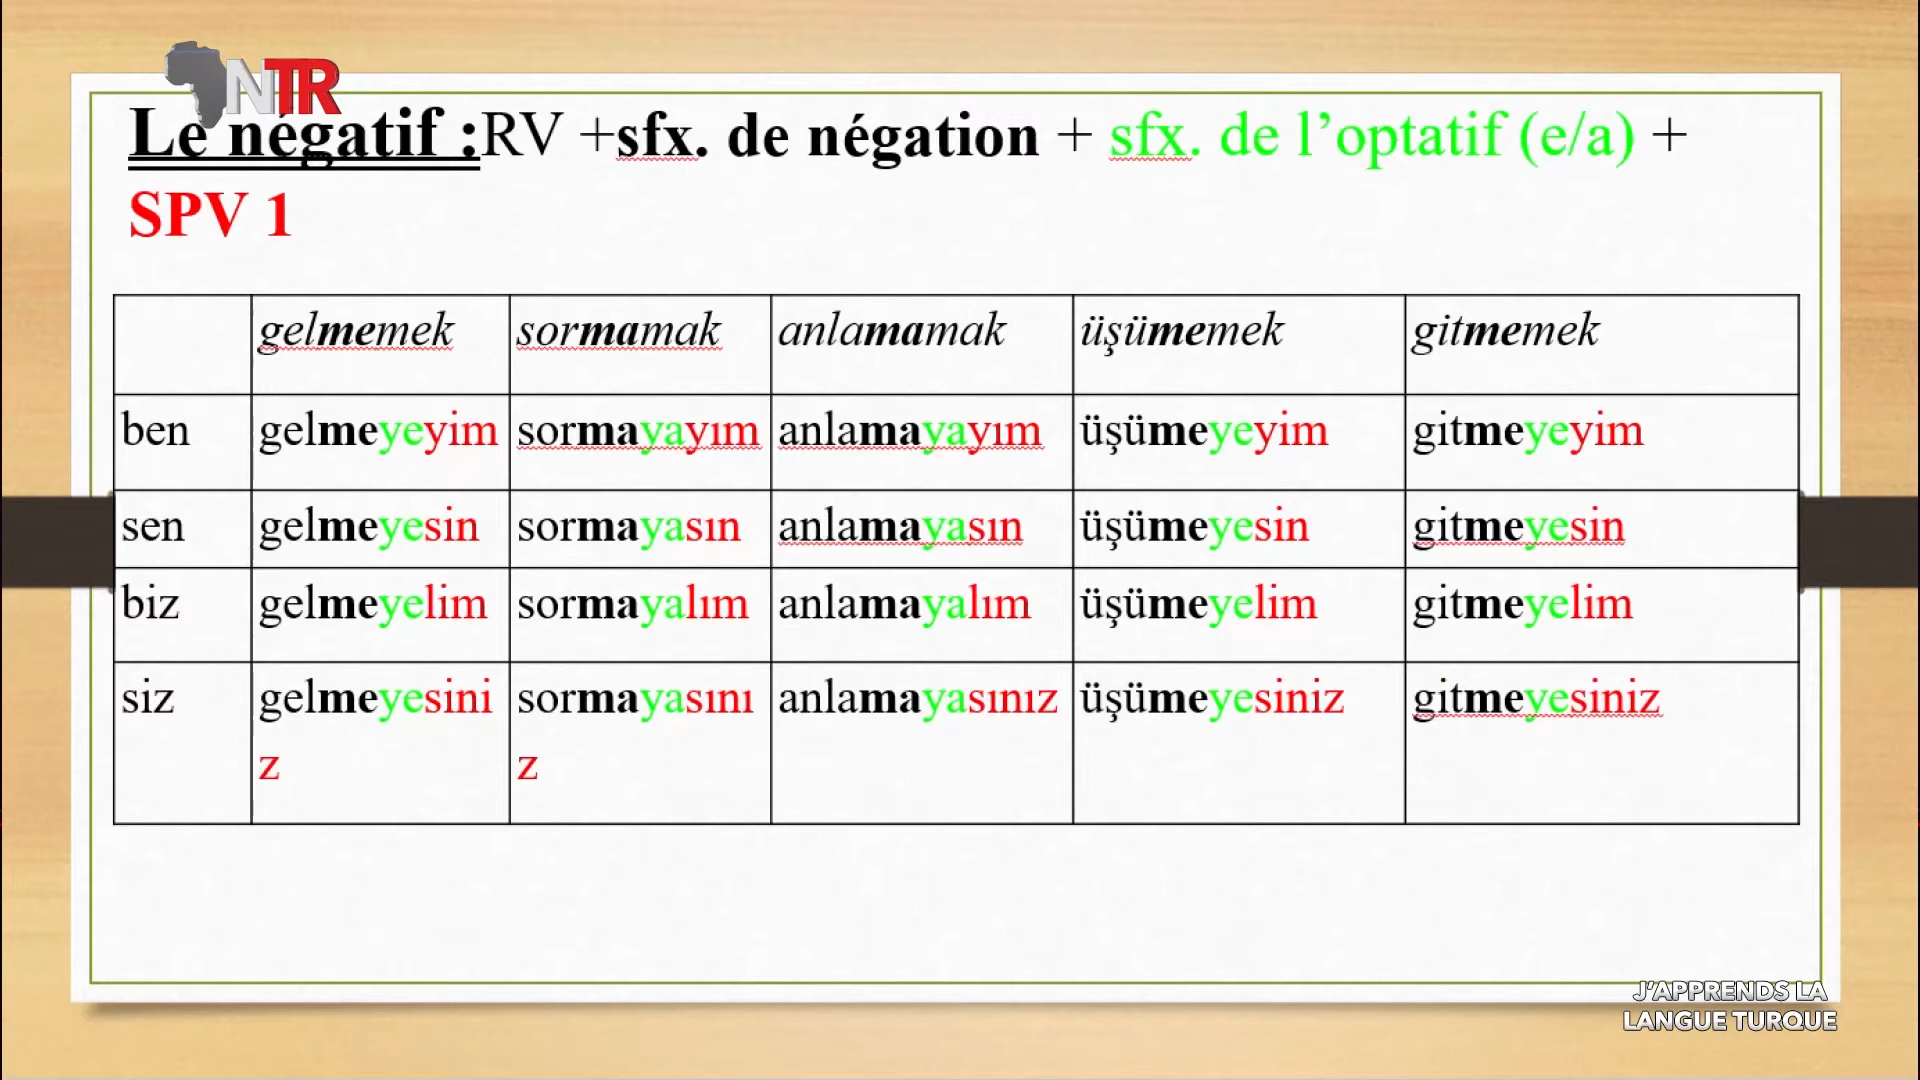 NTR
Le négatif :RV +sfx. de négation + sfx. de l’optatif (e/a) +
SPV 1
gelmemek sormamak anlamamak üşümemek gitmemek
ben gelmeyeyim sormayayım anlamayayım üşümeyeyim gitmeyeyim
sen gelmeyesin sormayasın anlamayasın üşümeyesin gitmeyesin
biz gelmeyelim sormayalım anlamayalım üşümeyelim gitmeyelim
siz gelmeyesini sormayasını anlamayasınız üşümeyesiniz gitmeyesiniz
z z
J’APPRENDS LA
LANGUE TURQUE